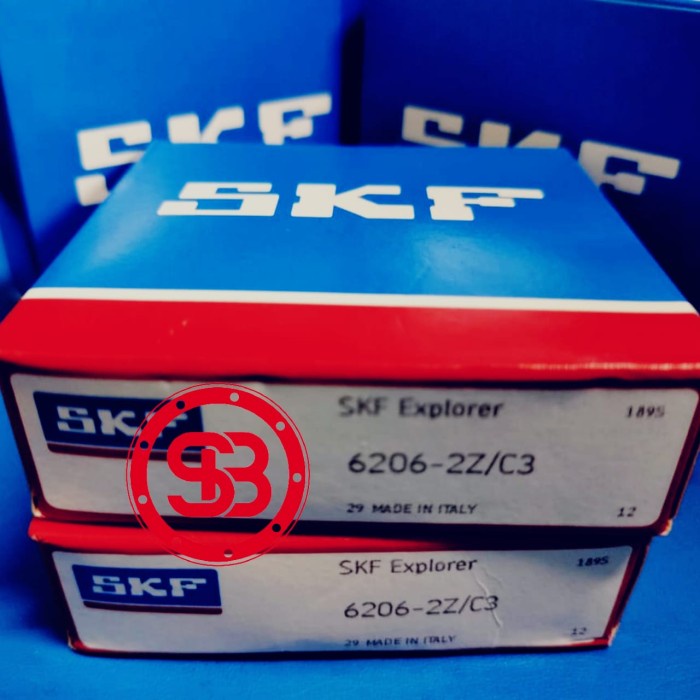 SKF
SKF
SKF
SKF
SKF Explorer
1895
6206-2Z/C3
29 MADE IN ITALY
12
SB
SKF
SKF Explorer
1895
6206-2Z/C3
29 MADE IN ITALY
12